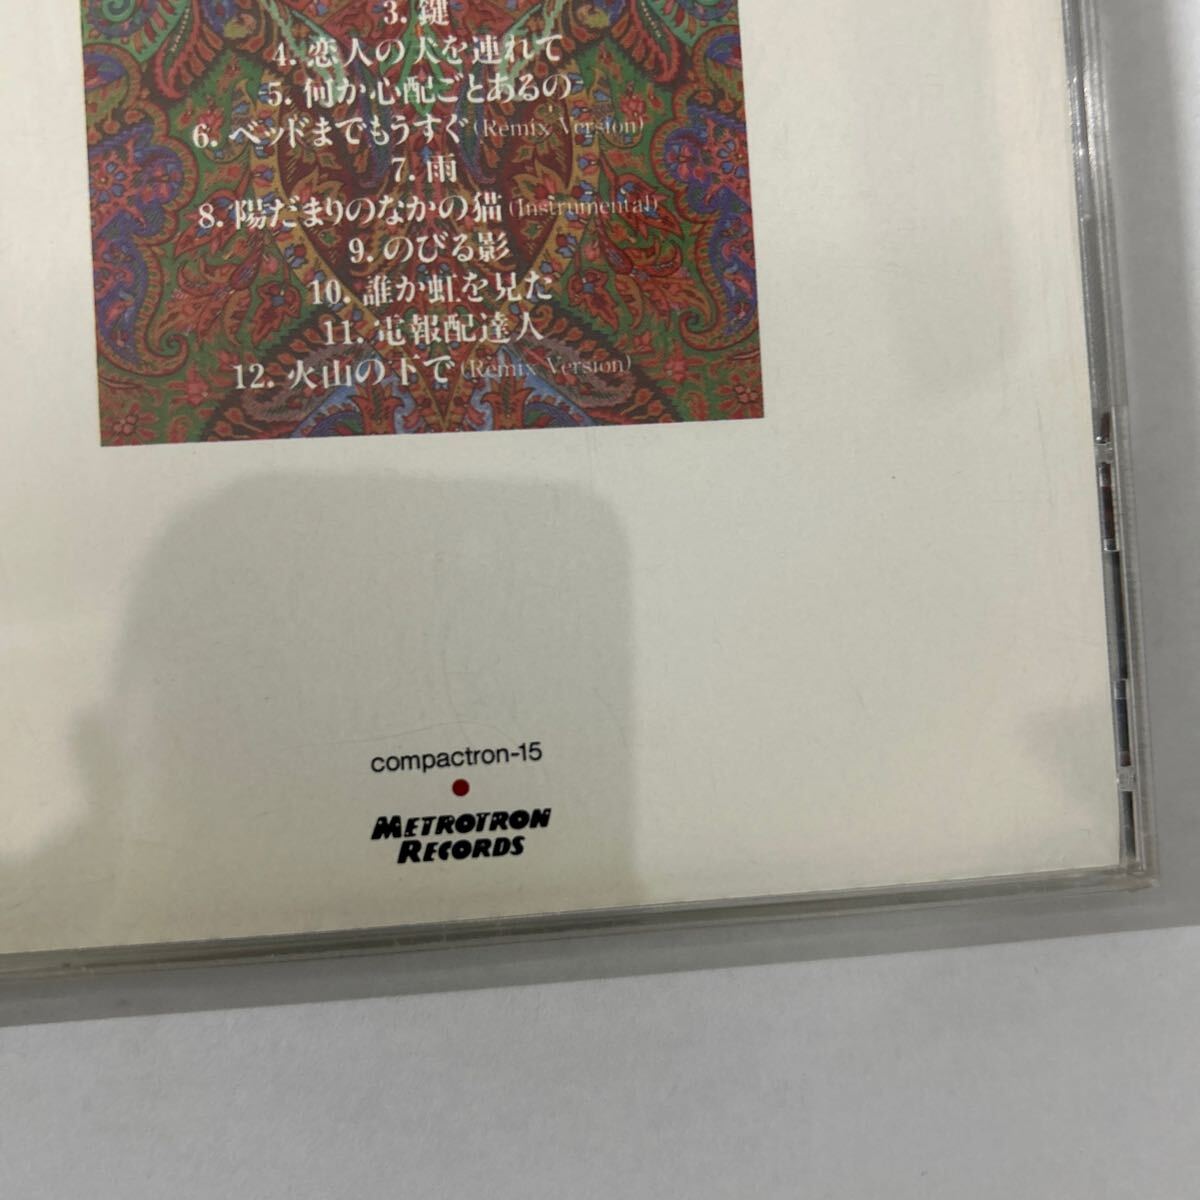 3. 鍵
4. 恋人の犬を連れて
5. 何か心配ごとあるの
6. ベッドまでもうすぐ (Remix Version)
7. 雨
8. 陽だまりのなかの猫 (Instrumental)
9. のびる影
10. 誰か虹を見た
11. 電報配達人
12. 火山の下で (Remix Version)
compactron-15
METROTRON
RECORDS